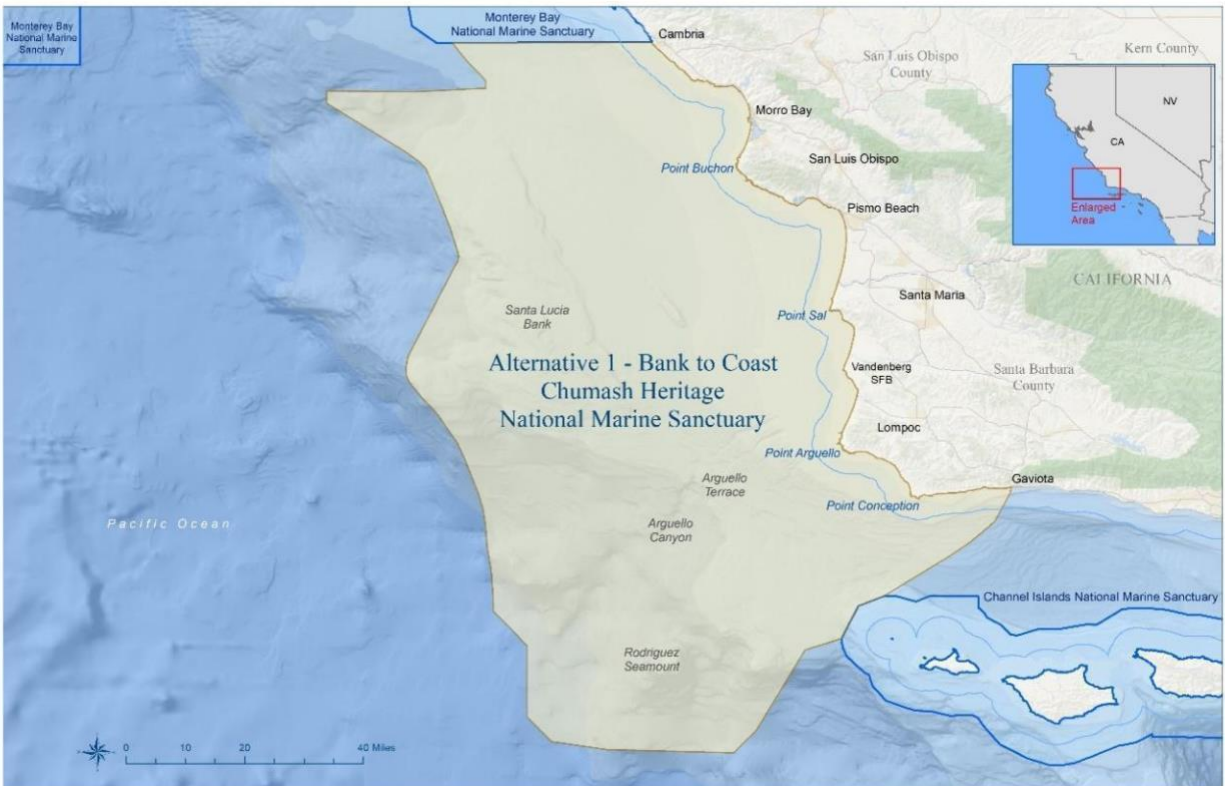 Monterey Bay
National Marine
Sanctuary
Monterey Bay
National Marine Sanctuary
Cambria
San Luis Obispo
County
Kern County
NV
CA
Enlarged
Area
Morro Bay
San Luis Obispo
Point Buchon
Pismo Beach
CALIFORNIA
Santa Maria
Santa Lucia
Bank
Point Sal
Alternative 1 - Bank to Coast
Chumash Heritage
National Marine Sanctuary
Vandenberg
SFB
Santa Barbara
County
Lompoc
Point Arguello
Arguello
Terrace
Gaviota
Point Conception
Arguello
Canyon
Pacific Ocean
Channel Islands National Marine Sanctuary
Rodriguez
Seamount
0 10 20 40 Miles